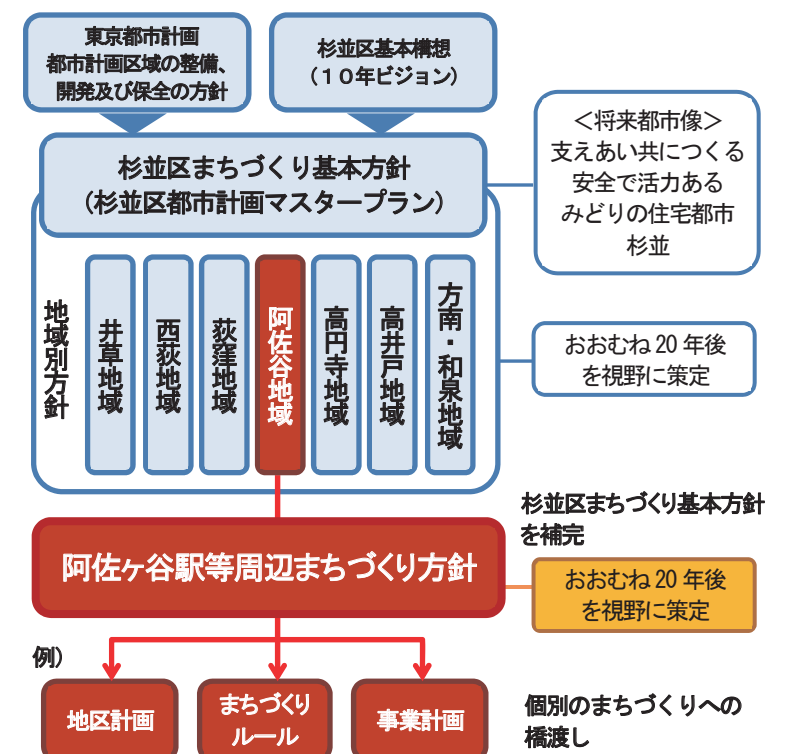 東京都市計画
都市計画区域の整備、
開発及び保全の方針
杉並区基本構想
（１０年ビジョン）
杉並区まちづくり基本方針
(杉並区都市計画マスタープラン)
＜将来都市像＞
支えあい共につくる
安全で活力ある
みどりの住宅都市
杉並
地域別方針
井草地域
西荻地域
荻窪地域
阿佐谷地域
高円寺地域
高井戸地域
方南・和泉地域
おおむね 20 年後
を視野に策定
阿佐ヶ谷駅等周辺まちづくり方針
杉並区まちづくり基本方針
を補完
おおむね 20 年後
を視野に策定
例）
地区計画
まちづくり
ルール
事業計画
個別のまちづくりへの
橋渡し